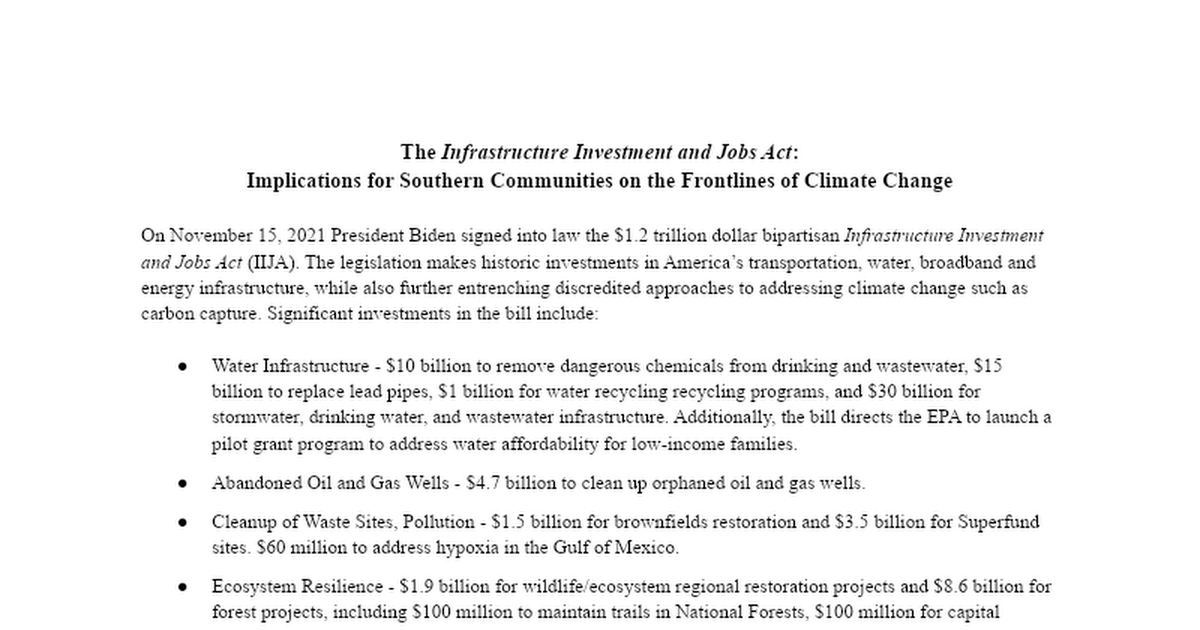 The Infrastructure Investment and Jobs Act:
Implications for Southern Communities on the Frontlines of Climate Change
On November 15, 2021 President Biden signed into law the $1.2 trillion dollar bipartisan Infrastructure Investment
and Jobs Act (IIJA). The legislation makes historic investments in America's transportation, water, broadband and
energy infrastructure, while also further entrenching discredited approaches to addressing climate change such as
carbon capture. Significant investments in the bill include:
● Water Infrastructure - $10 billion to remove dangerous chemicals from drinking and wastewater, $15
billion to replace lead pipes, $1 billion for water recycling recycling programs, and $30 billion for
stormwater, drinking water, and wastewater infrastructure. Additionally, the bill directs the EPA to launch a
pilot grant program to address water affordability for low-income families.
● Abandoned Oil and Gas Wells - $4.7 billion to clean up orphaned oil and gas wells.
● Cleanup of Waste Sites, Pollution - $1.5 billion for brownfields restoration and $3.5 billion for Superfund
sites. $60 million to address hypoxia in the Gulf of Mexico.
● Ecosystem Resilience - $1.9 billion for wildlife/ecosystem regional restoration projects and $8.6 billion for
forest projects, including $100 million to maintain trails in National Forests, $100 million for capital